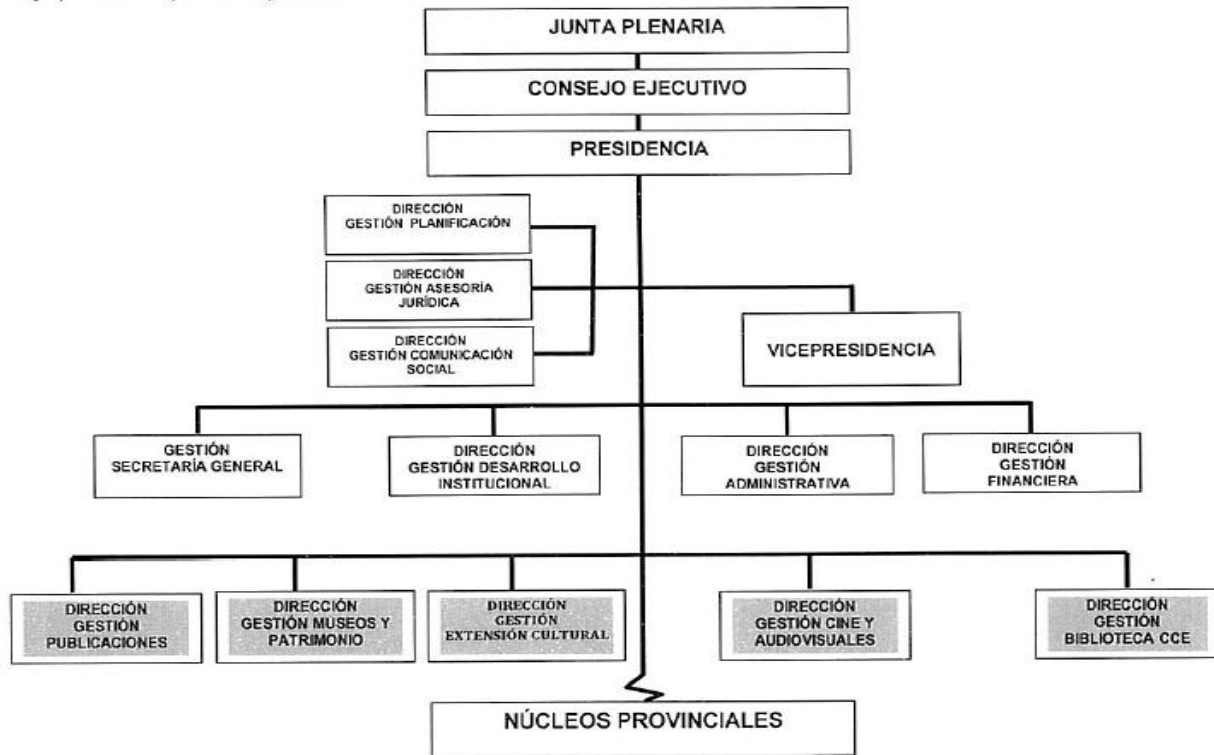 JUNTA PLENARIA
CONSEJO EJECUTIVO
PRESIDENCIA
DIRECCIÓN
GESTIÓN PLANIFICACIÓN
DIRECCIÓN
GESTIÓN ASESORÍA
JURÍDICA
DIRECCIÓN
GESTIÓN COMUNICACIÓN
SOCIAL
VICEPRESIDENCIA
GESTIÓN
SECRETARÍA GENERAL
DIRECCIÓN
GESTIÓN DESARROLLO
INSTITUCIONAL
DIRECCIÓN
GESTIÓN
ADMINISTRATIVA
DIRECCIÓN
GESTIÓN
FINANCIERA
DIRECCIÓN
GESTIÓN
PUBLICACIONES
DIRECCIÓN
GESTIÓN MUSEOS Y
PATRIMONIO
DIRECCIÓN
GESTIÓN
EXTENSIÓN CULTURAL
DIRECCIÓN
GESTIÓN CINE Y
AUDIOVISUALES
DIRECCIÓN
GESTIÓN
BIBLIOTECA CCE
NÚCLEOS PROVINCIALES